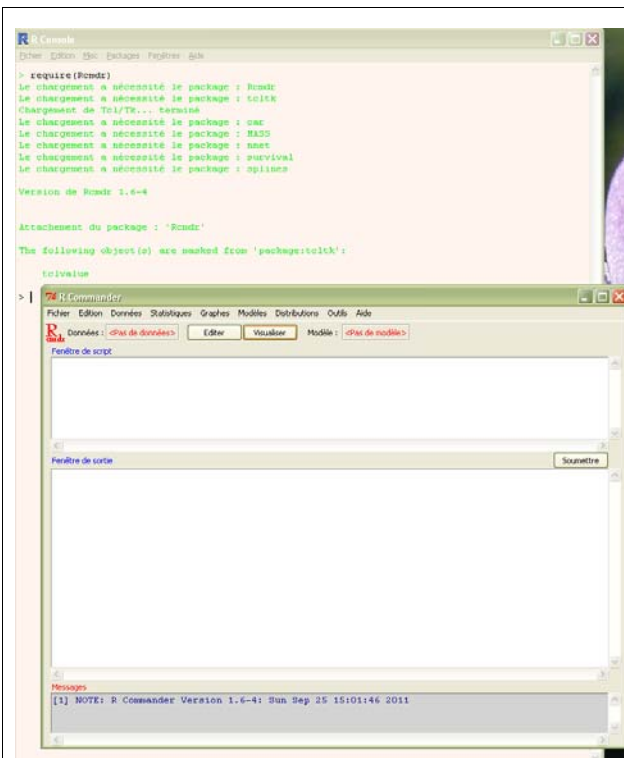 R Console
Fichier Edition Misc Packages Fenêtres Aide
> require(Rcmdr)
Le chargement a nécessité le package : Rcmdr
Le chargement a nécessité le package : tcltk
Chargement de Tcl/Tk... terminé
Le chargement a nécessité le package : car
Le chargement a nécessité le package : MASS
Le chargement a nécessité le package : nnet
Le chargement a nécessité le package : survival
Le chargement a nécessité le package : splines
Version de Rcmdr 1.6-4
Attachement du package : 'Rcmdr'
The following object(s) are masked from 'package:tcltk':
tclvalue
>
R Commander
Fichier Edition Données Statistiques Graphes Modèles Distributions Outils Aide
R cmdr Données : <Pas de données> Editer Visualiser Modèle : <Pas de modèle>
Fenêtre de script
Fenêtre de sortie Soumettre
Messages
[1] NOTE: R Commander Version 1.6-4: Sun Sep 25 15:01:46 2011